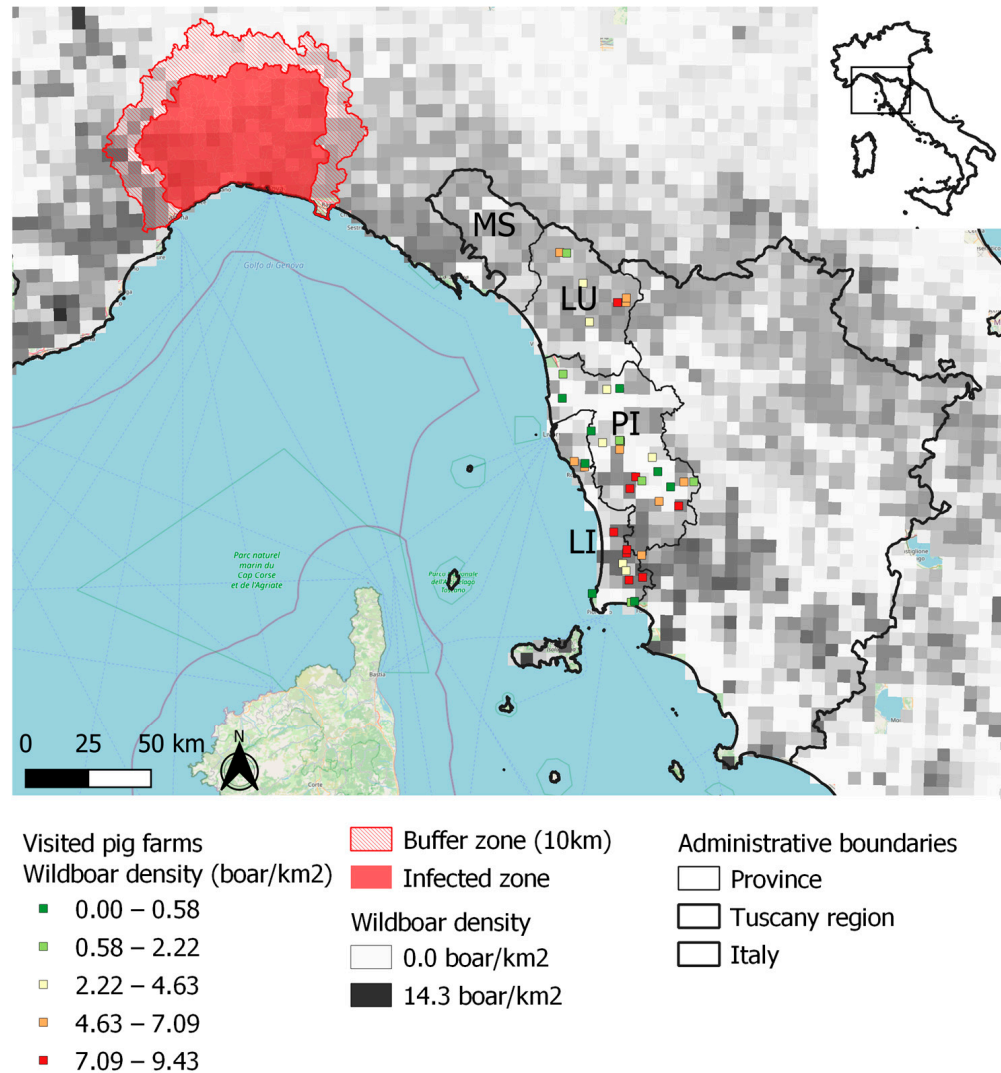 Golfo di Genova
MS
LU
PI
LI
Parc naturel
marin du
Cap Corse
et de l'Agriate
Bastia
Corte
0 25 50 km
N
Visited pig farms
Wildboar density (boar/km2)
0.00 – 0.58
0.58 – 2.22
2.22 – 4.63
4.63 – 7.09
7.09 – 9.43
Buffer zone (10km)
Infected zone
Wildboar density
0.0 boar/km2
14.3 boar/km2
Administrative boundaries
Province
Tuscany region
Italy